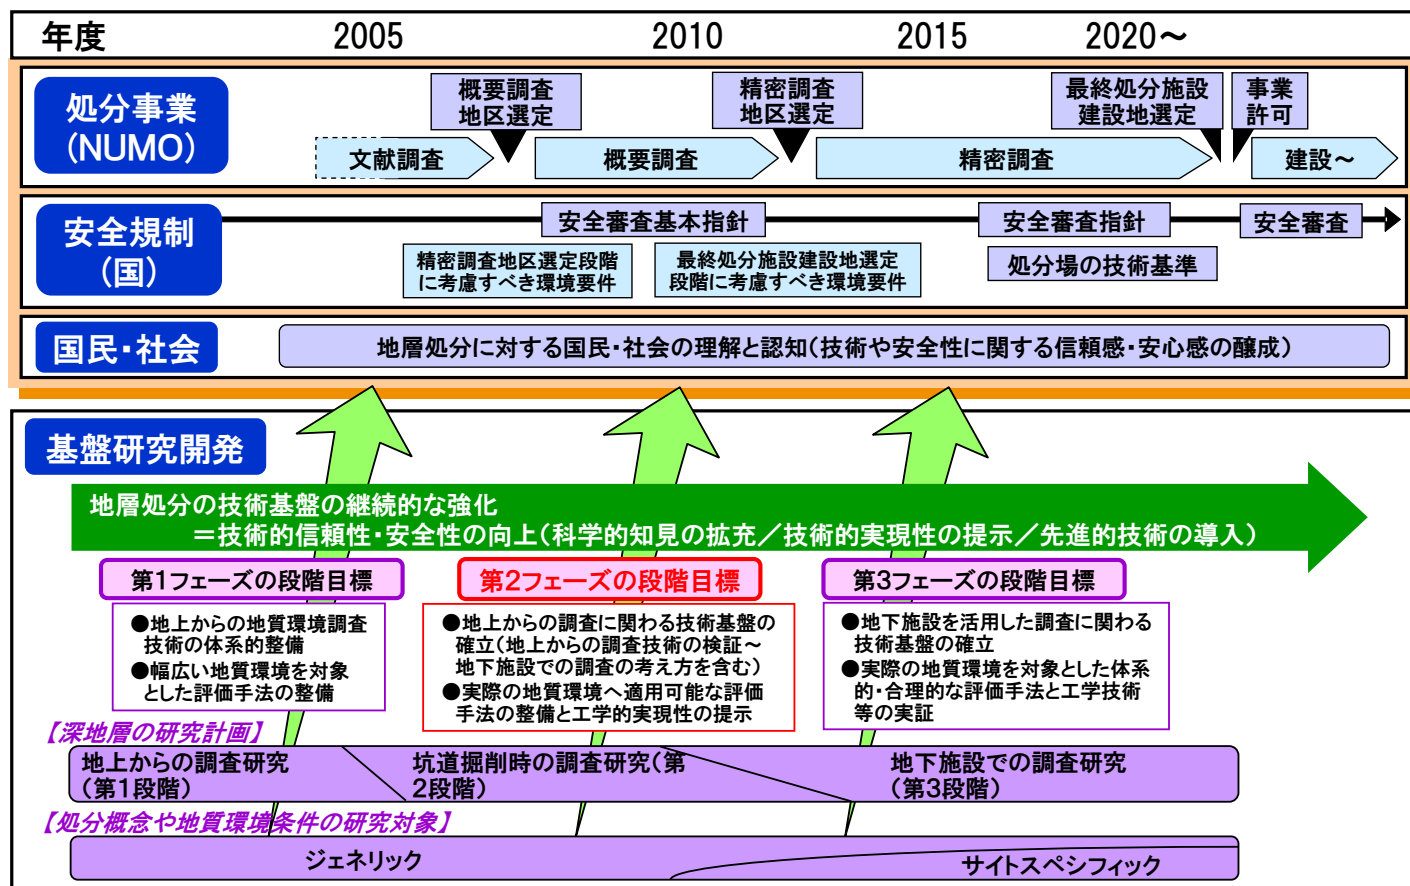 年度 2005 2010 2015 2020～
処分事業
(NUMO)
概要調査
地区選定
精密調査
地区選定
最終処分施設
建設地選定
事業
許可
文献調査
概要調査
精密調査
建設～
安全規制
(国)
安全審査基本指針
安全審査指針
安全審査
精密調査地区選定段階
に考慮すべき環境要件
最終処分施設建設地選定
段階に考慮すべき環境要件
処分場の技術基準
国民・社会
地層処分に対する国民・社会の理解と認知(技術や安全性に関する信頼感・安心感の醸成)
基盤研究開発
地層処分の技術基盤の継続的な強化
＝技術的信頼性・安全性の向上(科学的知見の拡充／技術的実現性の提示／先進的技術の導入)
第1フェーズの段階目標
●地上からの地質環境調査
技術の体系的整備
●幅広い地質環境を対象
とした評価手法の整備
第2フェーズの段階目標
●地上からの調査に関わる技術基盤の
確立(地上からの調査技術の検証～
地下施設での調査の考え方を含む)
●実際の地質環境へ適用可能な評価
手法の整備と工学的実現性の提示
第3フェーズの段階目標
●地下施設を活用した調査に関わる
技術基盤の確立
●実際の地質環境を対象とした体系
的・合理的な評価手法と工学技術
等の実証
【深地層の研究計画】
地上からの調査研究
(第1段階)
坑道掘削時の調査研究(第
2段階)
地下施設での調査研究
(第3段階)
【処分概念や地質環境条件の研究対象】
ジェネリック
サイトスペシフィック